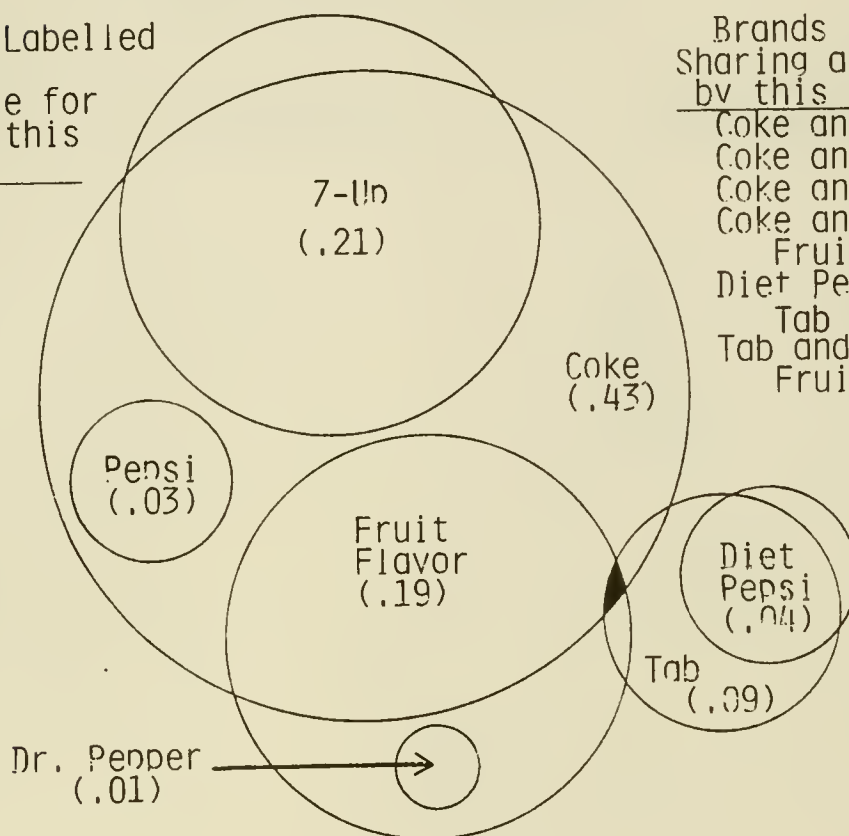 Labelled
e for
this
Brands
Sharing a
by this
Coke an
Coke an
Coke an
Coke an
Frui
Diet Pe
Tab
Tab and
Frui
7-Up
(.21)
Coke
(.43)
Pepsi
(.03)
Fruit
Flavor
(.19)
Diet
Pepsi
(.04)
Tab
(.09)
Dr. Pepper
(.01)